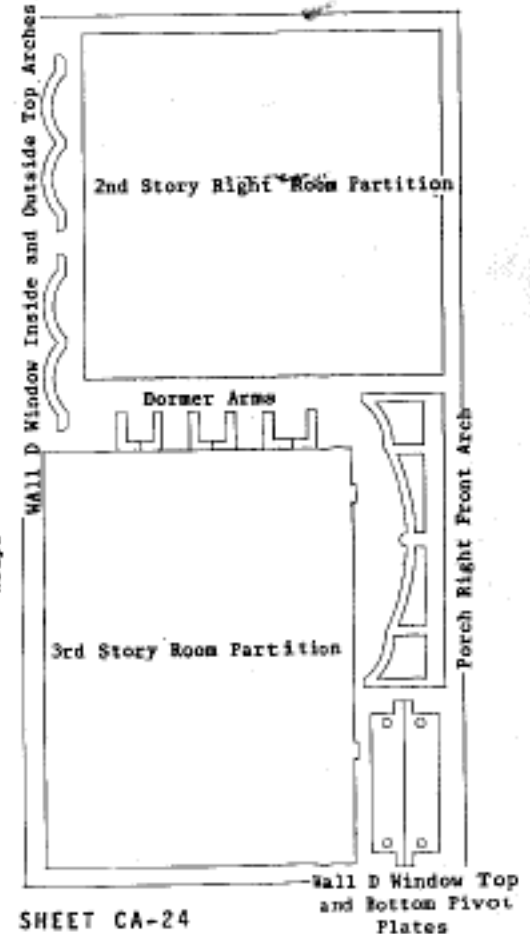 WAll D Window Inside and Outside Top Arches
2nd Story Right Room Partition
Dormer Arms
Porch Right Front Arch
3rd Story Room Partition
Wall D Window Top
and Bottom Pivot
Plates
SHEET CA-24